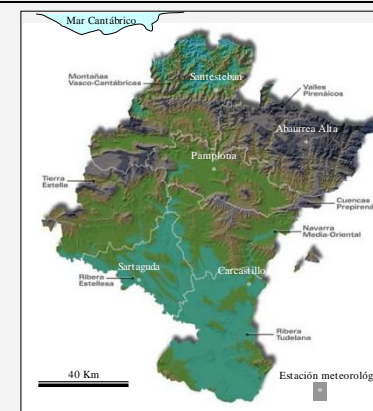 Mar Cantábrico
Montañas
Vasco-Cantábricas
Santesteban
Valles
Pirenáicos
Abaurrea Alta
Pamplona
Tierra
Estella
Cuencas
Prepirená
Navarra
Media-Oriental
Sartaguda
Carcastillo
Ribera
Estellesa
Ribera
Tudelana
40 Km
Estación meteorológ